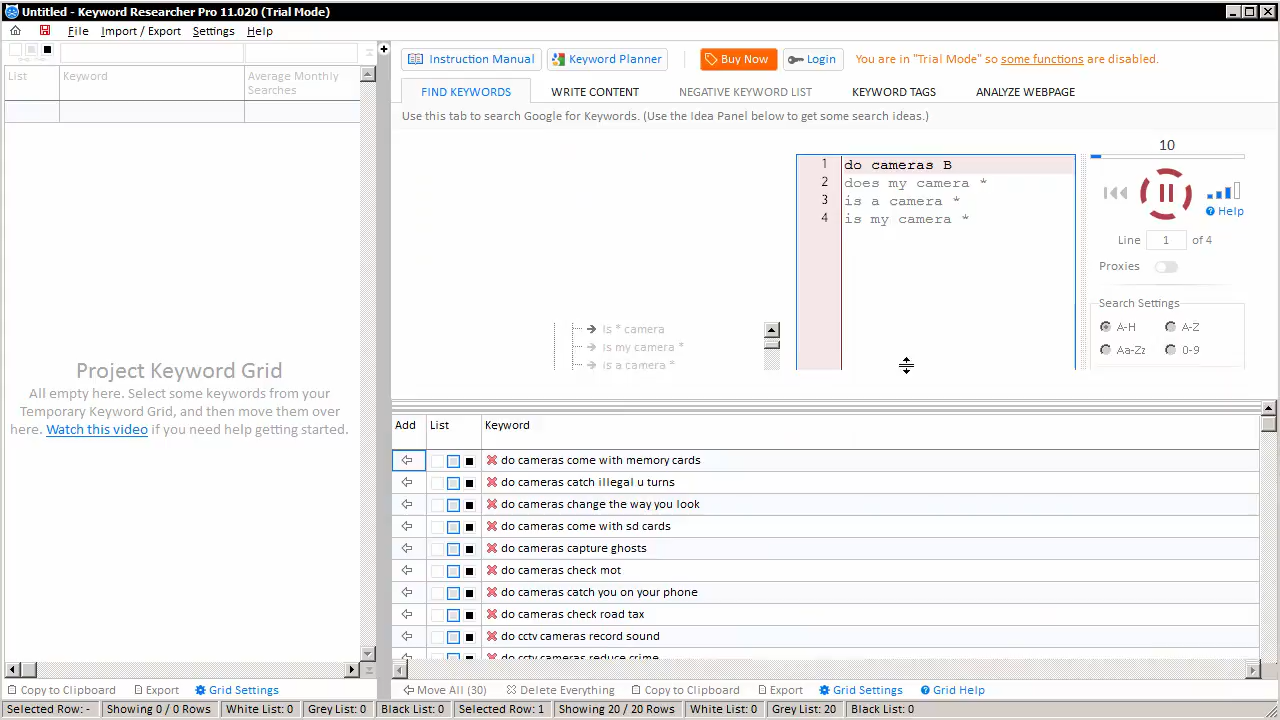 Untitled - Keyword Researcher Pro 11.020 (Trial Mode)
File Import / Export Settings Help
List Keyword Average Monthly Searches
Project Keyword Grid
All empty here. Select some keywords from your
Temporary Keyword Grid, and then move them over
here. Watch this video if you need help getting started.
Instruction Manual Keyword Planner Buy Now Login You are in "Trial Mode" so some functions are disabled.
FIND KEYWORDS WRITE CONTENT NEGATIVE KEYWORD LIST KEYWORD TAGS ANALYZE WEBPAGE
Use this tab to search Google for Keywords. (Use the Idea Panel below to get some search ideas.)
is * camera
is my camera *
is a camera *
1 do cameras B
2 does my camera *
3 is a camera *
4 is my camera *
10
Help
Line 1 of 4
Proxies
Search Settings
A-H A-Z
Aa-Zz 0-9
Add List Keyword
do cameras come with memory cards
do cameras catch illegal u turns
do cameras change the way you look
do cameras come with sd cards
do cameras capture ghosts
do cameras check mot
do cameras catch you on your phone
do cameras check road tax
do cctv cameras record sound
do cctv cameras reduce crime
Copy to Clipboard Export Grid Settings
Move All (30) Delete Everything Copy to Clipboard Export Grid Settings Grid Help
Selected Row: - Showing 0 / 0 Rows White List: 0 Grey List: 0 Black List: 0 Selected Row: 1 Showing 20 / 20 Rows White List: 0 Grey List: 20 Black List: 0